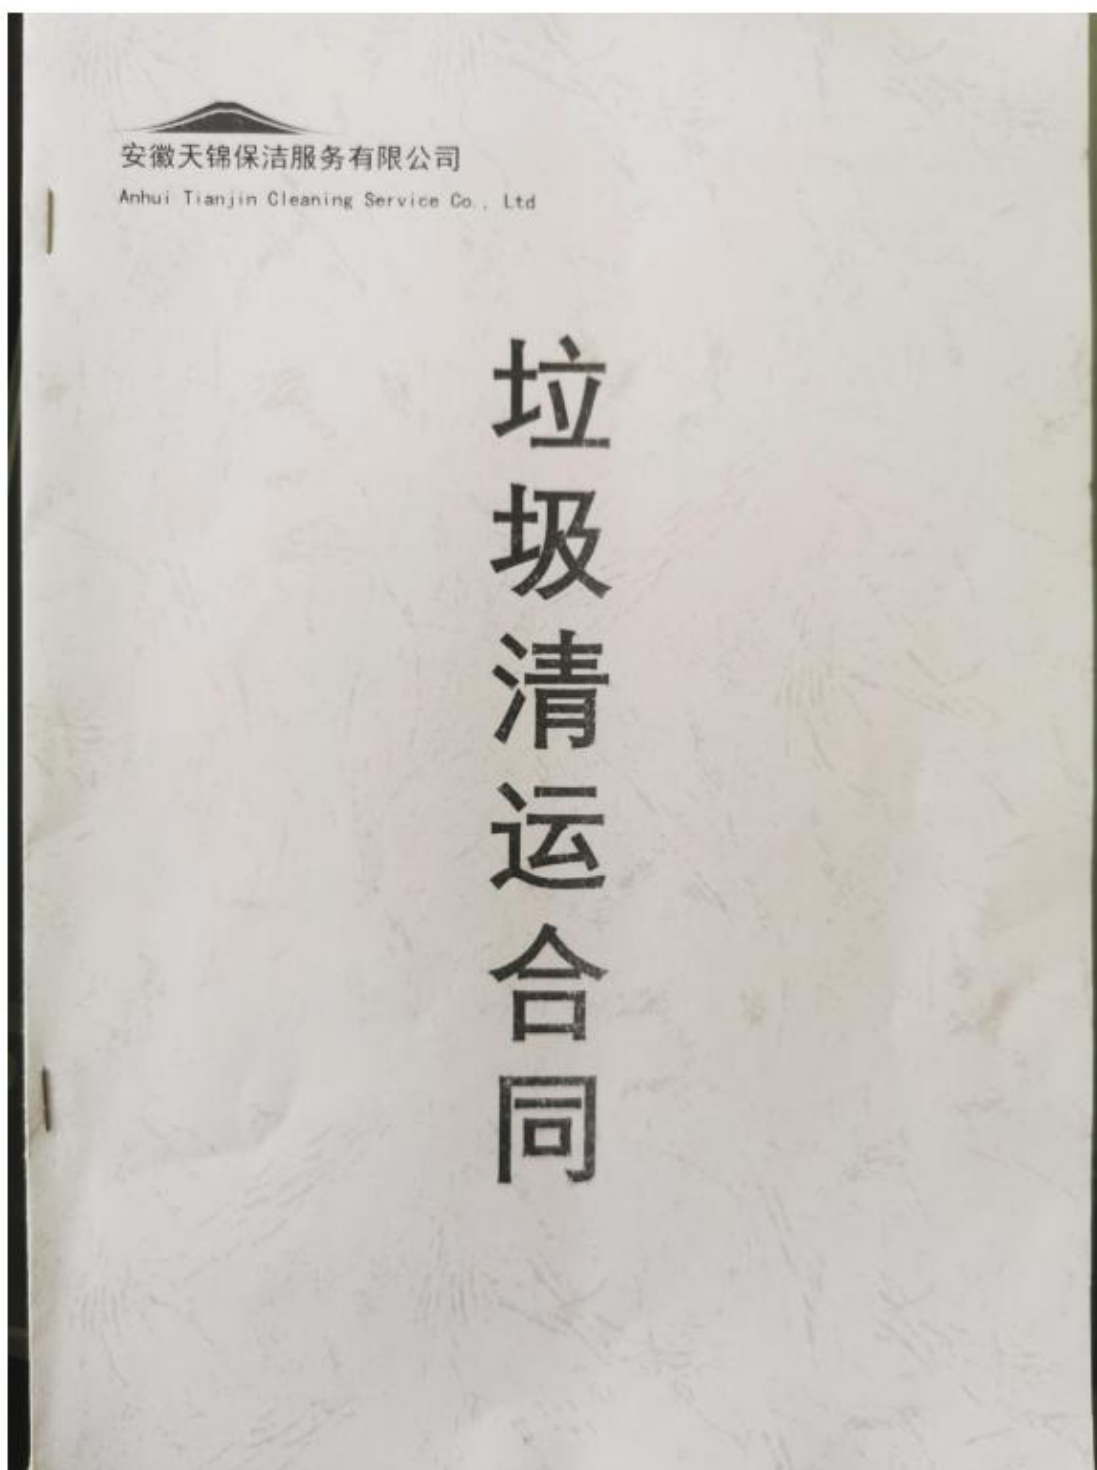 安徽天锦保洁服务有限公司
Anhui Tianjin Cleaning Service Co., Ltd
垃
圾
清
运
合
同